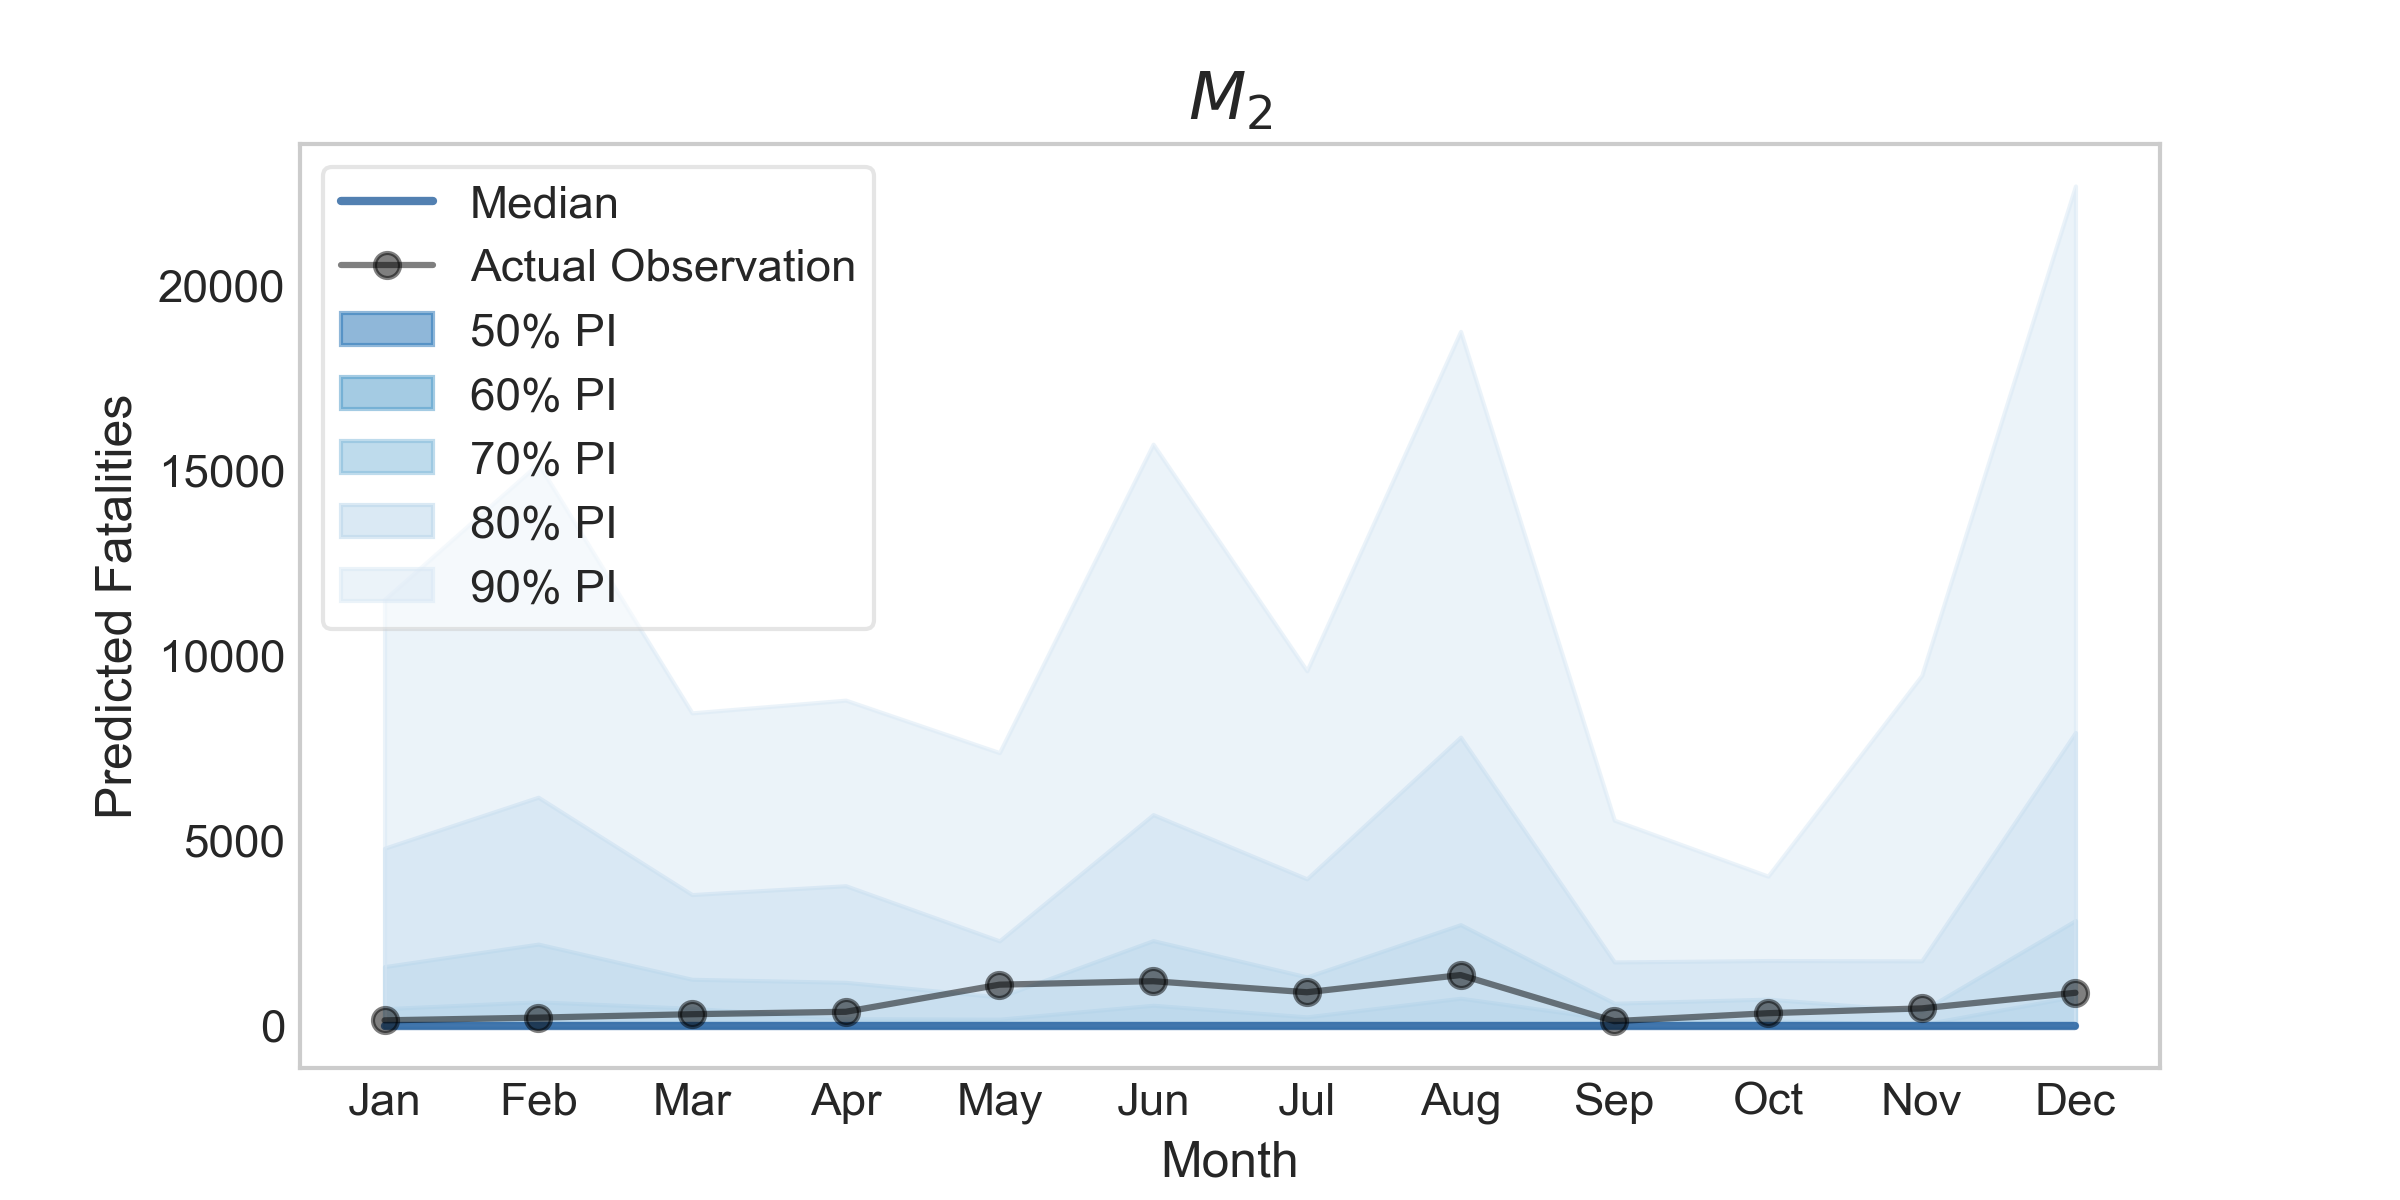 M₂
Median
Actual Observation
50% PI
60% PI
70% PI
80% PI
90% PI
20000
15000
10000
5000
0
Predicted Fatalities
Jan Feb Mar Apr May Jun Jul Aug Sep Oct Nov Dec
Month